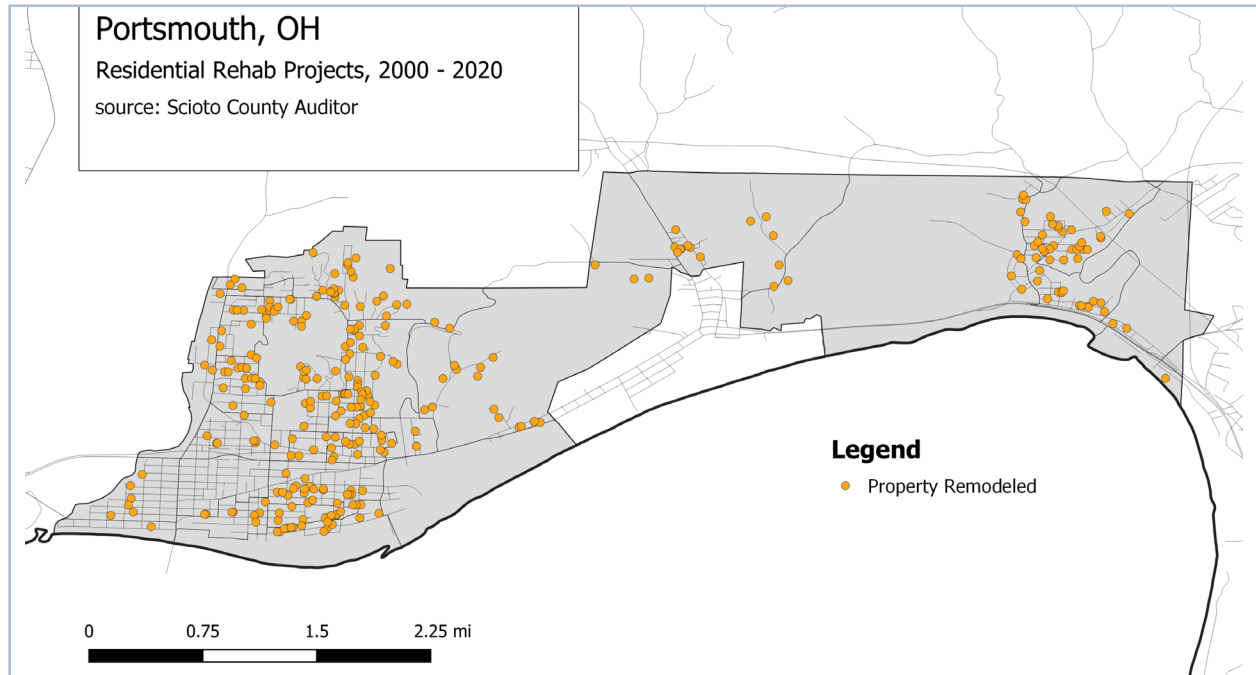 Portsmouth, OH
Residential Rehab Projects, 2000 - 2020
source: Scioto County Auditor
Legend
Property Remodeled
0 0.75 1.5 2.25 mi